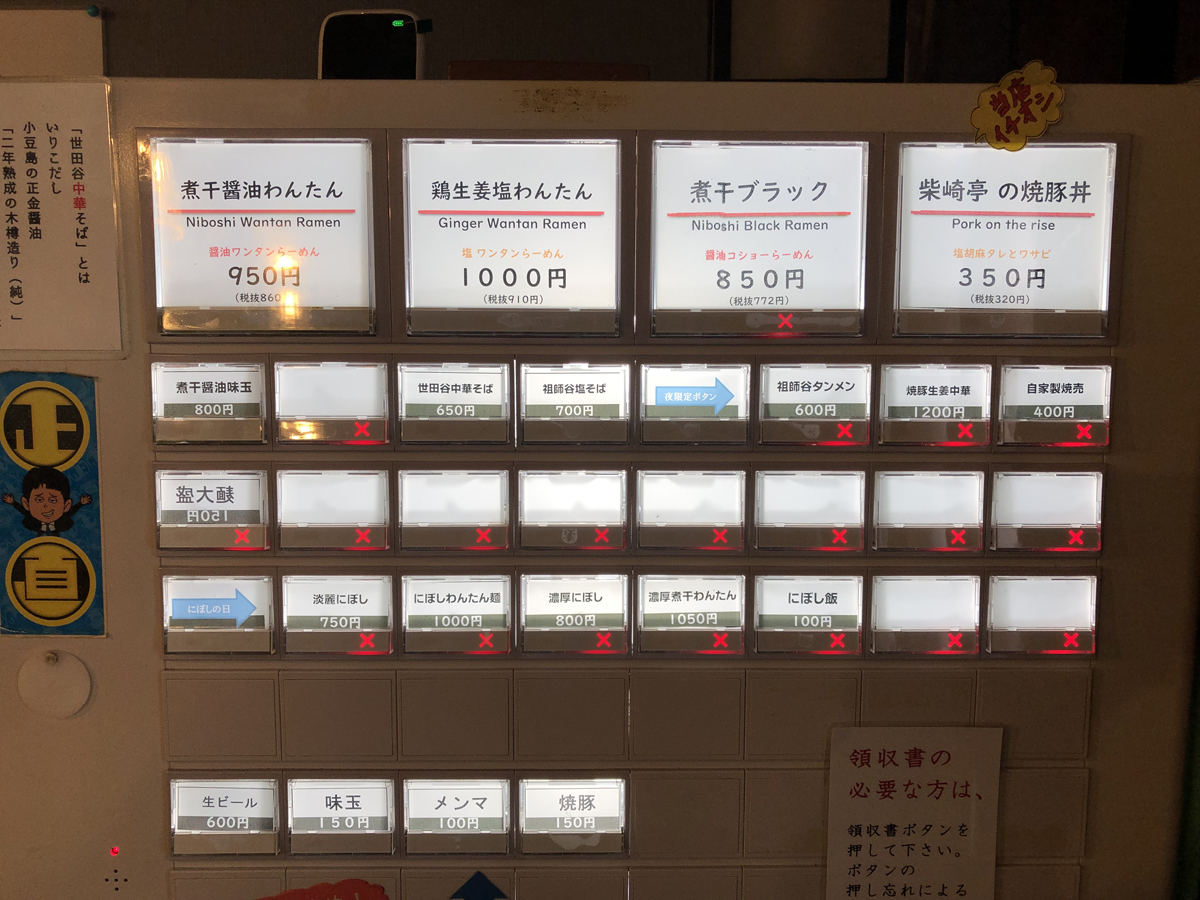 「世田谷中華そば」とは
いりこだし
小豆島の正金醤油
「二年熟成の木樽造り（純）」
正
自
当店
イチオシ
煮干醤油わんたん
Niboshi Wantan Ramen
醤油ワンタンらーめん
950円
(税抜860
鶏生姜塩わんたん
Ginger Wantan Ramen
塩 ワンタンらーめん
1000円
(税抜910円)
煮干ブラック
Niboshi Black Ramen
醤油コショーらーめん
850円
(税抜772円)
柴崎亭 の焼豚丼
Pork on the rise
塩胡麻タレとワサビ
350円
(税抜320円)
煮干醤油味玉
800円
世田谷中華そば
650円
祖師谷塩そば
700円
夜限定ボタン
祖師谷タンメン
600円
焼豚生姜中華
1200円
自家製焼売
400円
麺大盛
150円
にぼしの日
淡麗にぼし
750円
にぼしわんたん麺
1000円
濃厚にぼし
800円
濃厚煮干わんたん
1050円
にぼし飯
100円
生ビール
600円
味玉
150円
メンマ
100円
焼豚
150円
領収書の
必要な方は、
領収書ボタンを
押して下さい。
ボタンの
押し忘れによる